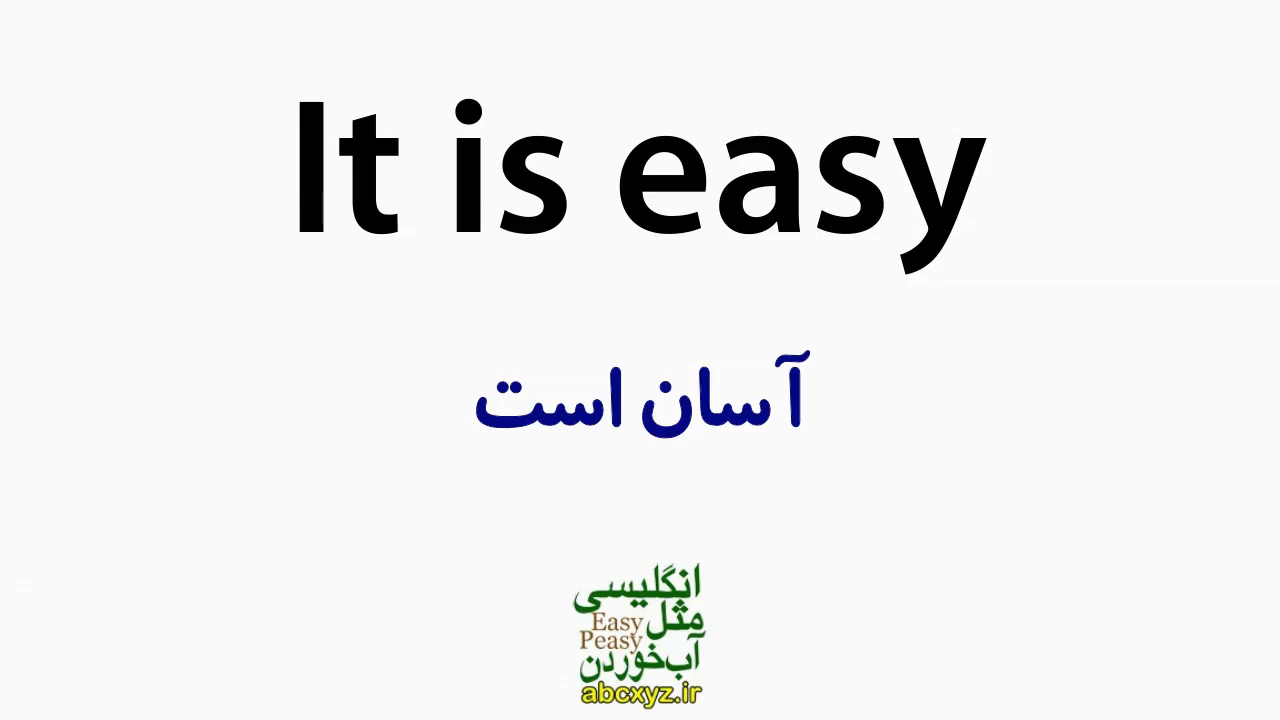 It is easy
آسان است
انگلیسی
مثل
Easy
Peasy
آب‌خوردن
abcxyz.ir